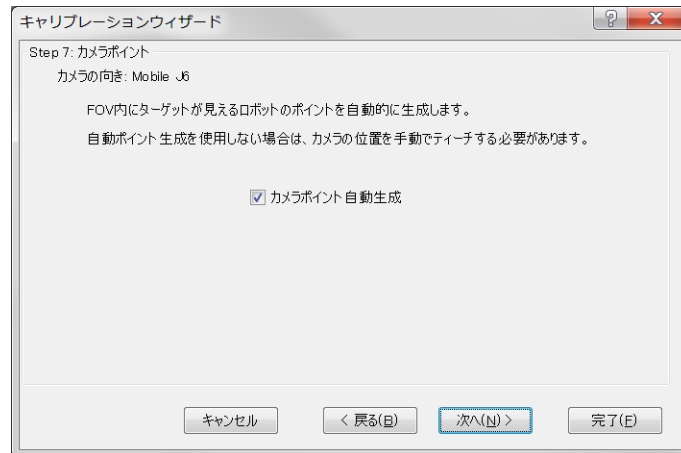 キャリブレーションウィザード
Step 7: カメラポイント
カメラの向き: Mobile J6
FOV内にターゲットが見えるロボットのポイントを自動的に生成します。
自動ポイント生成を使用しない場合は、カメラの位置を手動でティーチする必要があります。
カメラポイント自動生成
キャンセル
< 戻る(B)
次へ(N) >
完了(F)